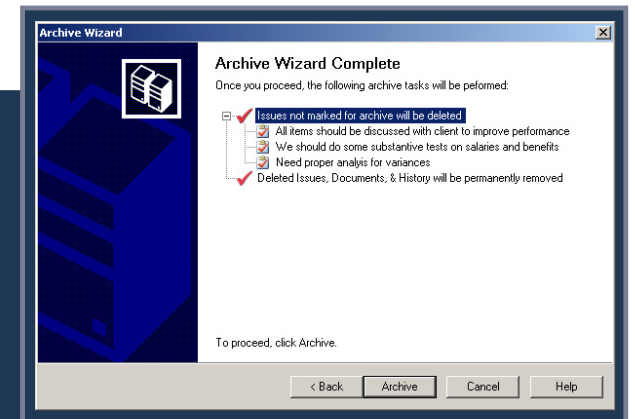 Archive Wizard
Archive Wizard Complete
Once you proceed, the following archive tasks will be peformed:
Issues not marked for archive will be deleted
All items should be discussed with client to improve performance
We should do some substantive tests on salaries and benefits
Need proper analyis for variances
Deleted Issues, Documents, & History will be permanently removed
To proceed, click Archive.
< Back Archive Cancel Help